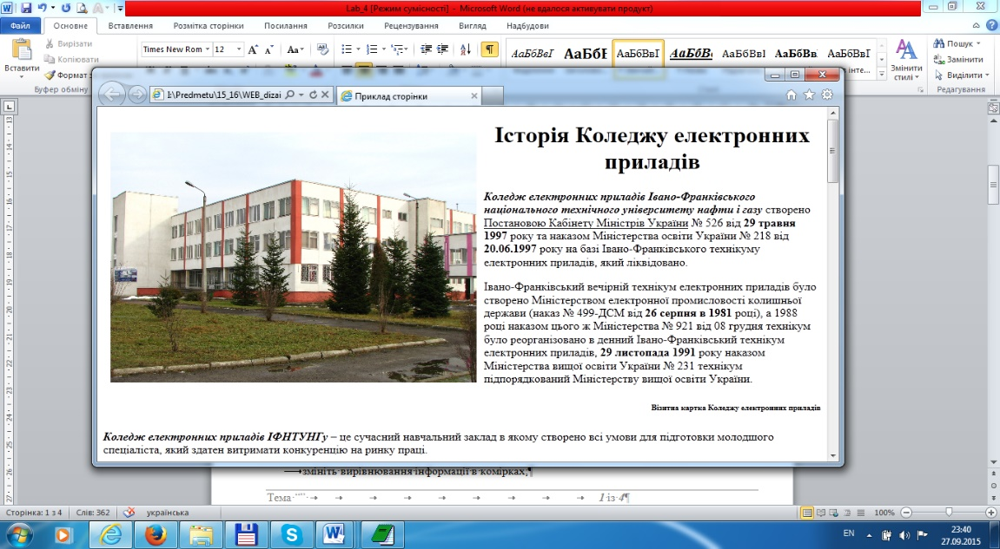 Lab_4 [Режим сумісності] - Microsoft Word (не вдалося активувати продукт)
Файл Основне Вставлення Розмітка сторінки Посилання Розсилки Рецензування Вигляд Надбудови
Вставити
Вирізати
Копіювати
Формат з
Буфер обміну
Times New Rom 12
АаБбВвІ АаБбІ АаБбВвІ АаБбВ АаБбВвІ АаБбВв АаБбВвІ
Змінити стилі
Пошук
Замінити
Виділити
Редагування
I:\Predmetu\15_16\WEB_dizai
Приклад сторінки
Історія Коледжу електронних
приладів
Коледж електронних приладів Івано-Франківського
національного технічного університету нафти і газу створено
Постановою Кабінету Міністрів України № 526 від 29 травня
1997 року та наказом Міністерства освіти України № 218 від
20.06.1997 року на базі Івано-Франківського технікуму
електронних приладів, який ліквідовано.
Івано-Франківський вечірній технікум електронних приладів було
створено Міністерством електронної промисловості колишньої
держави (наказ № 499-ДСМ від 26 серпня в 1981 році), а 1988
році наказом цього ж Міністерства № 921 від 08 грудня технікум
було реорганізовано в денний Івано-Франківський технікум
електронних приладів, 29 листопада 1991 року наказом
Міністерства вищої освіти України № 231 технікум
підпорядкований Міністерству вищої освіти України.
Візитна картка Коледжу електронних приладів
Коледж електронних приладів ІФНТУНГу – це сучасний навчальний заклад в якому створено всі умови для підготовки молодшого
спеціаліста, який здатен витримати конкуренцію на ринку праці.
змініть вирівнювання інформації в комірках;
Тема 1 із 4
Сторінка: 1 з 4 Слів: 362 українська 100%
EN 23:40
27.09.2015